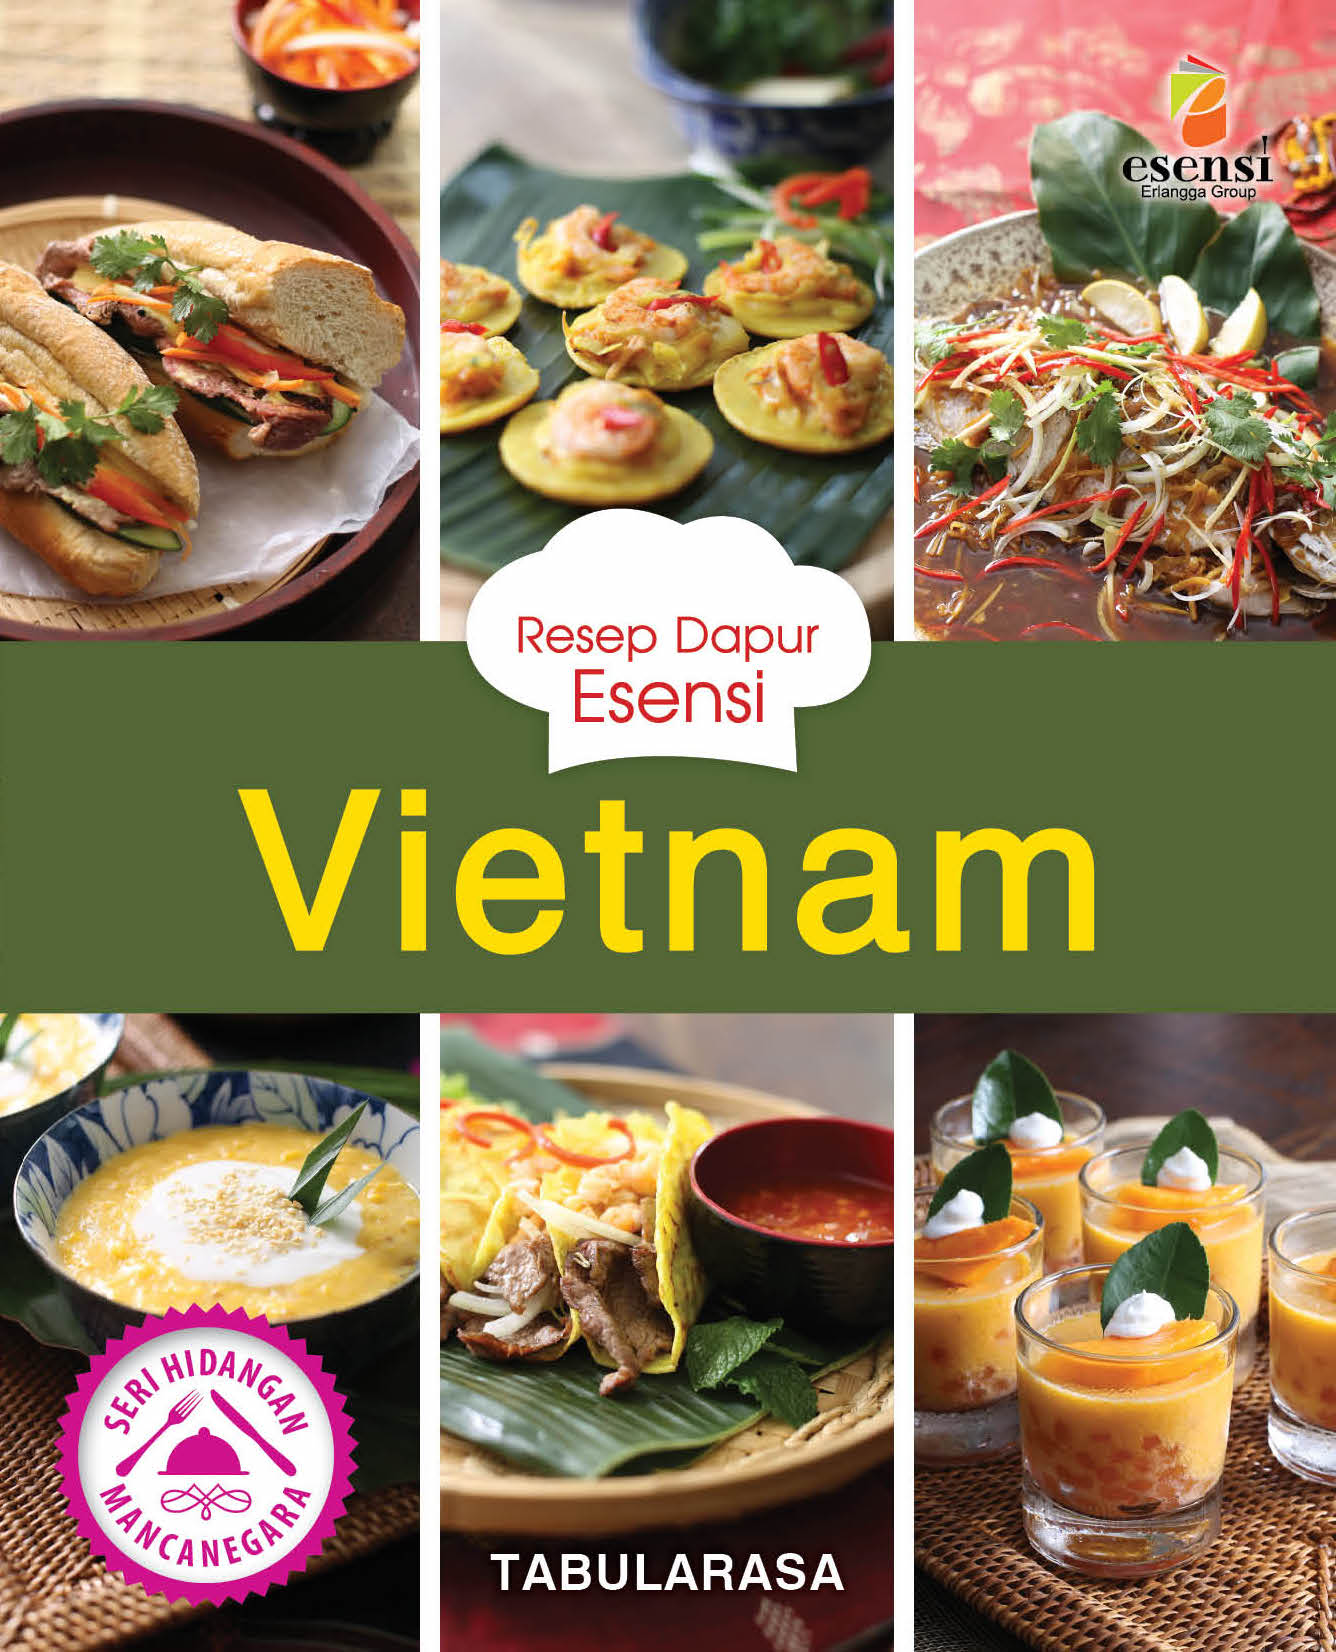 esensi
Erlangga Group
Resep Dapur
Esensi
Vietnam
SERI HIDANGAN
MANCANEGARA
TABULARASA